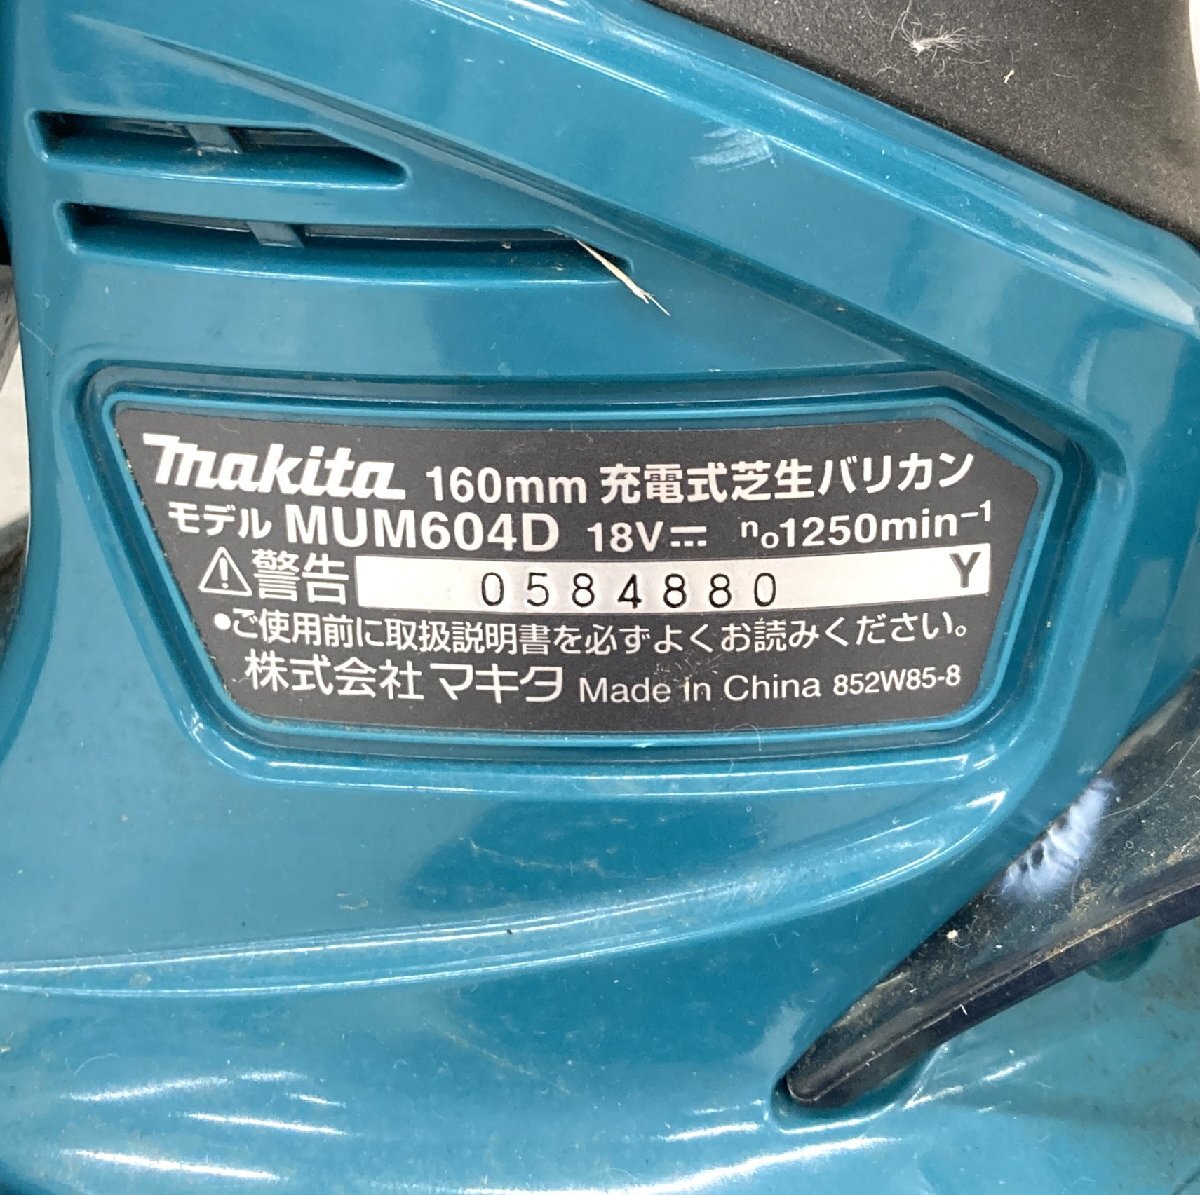 makita 160mm 充電式芝生バリカン
モデル MUM604D 18V⎓ n₀1250min⁻¹
⚠警告 0584880 Y
●ご使用前に取扱説明書を必ずよくお読みください。
株式会社 マキタ Made in China 852W85-8